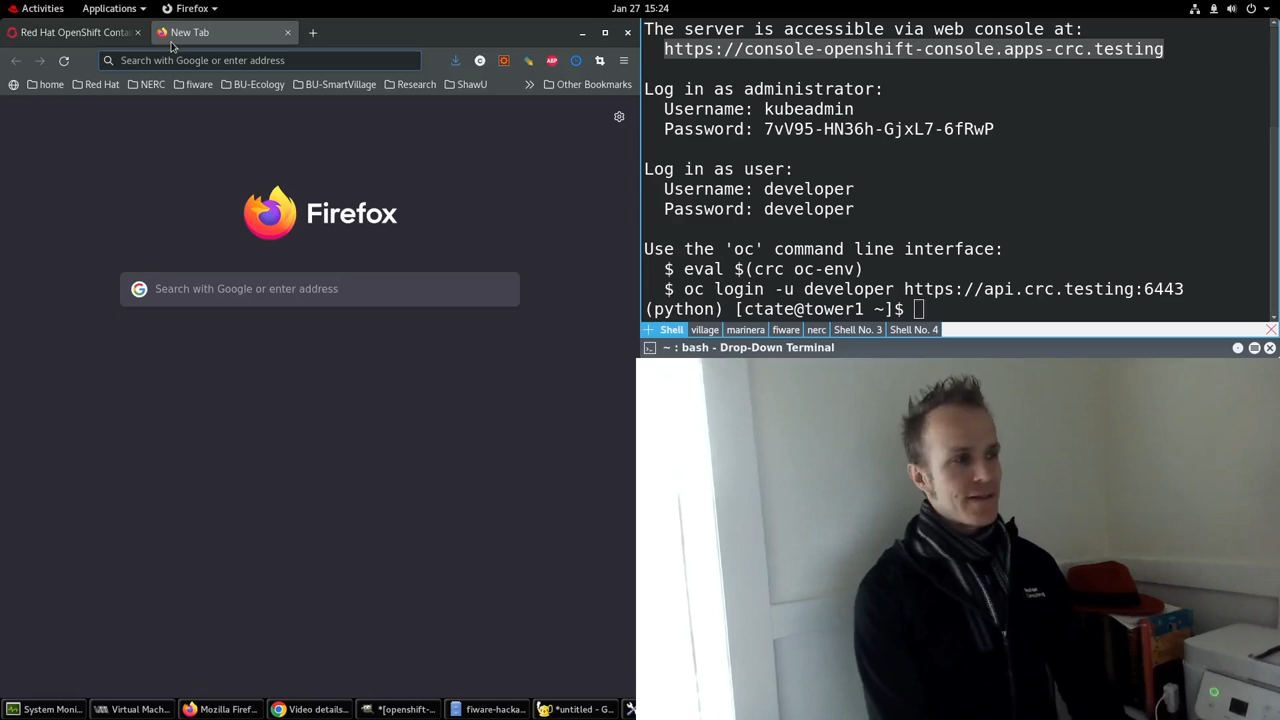 Activities Applications Firefox Jan 27 15:24
Red Hat OpenShift Conta
New Tab
Search with Google or enter address
ABP
home Red Hat NERC fiware BU-Ecology BU-SmartVillage Research ShawU Other Bookmarks
Firefox
Search with Google or enter address
The server is accessible via web console at:
https://console-openshift-console.apps-crc.testing
Log in as administrator:
Username: kubeadmin
Password: 7vV95-HN36h-GjxL7-6fRwP
Log in as user:
Username: developer
Password: developer
Use the 'oc' command line interface:
$ eval $(crc oc-env)
$ oc login -u developer https://api.crc.testing:6443
(python) [ctate@tower1 ~]$
Shell village marinera fiware nerc Shell No. 3 Shell No. 4
~ : bash - Drop-Down Terminal
Consulting
System Moni... Virtual Mach... Mozilla Firef... Video details... *[openshift-... fiware-hacka... *untitled - G...